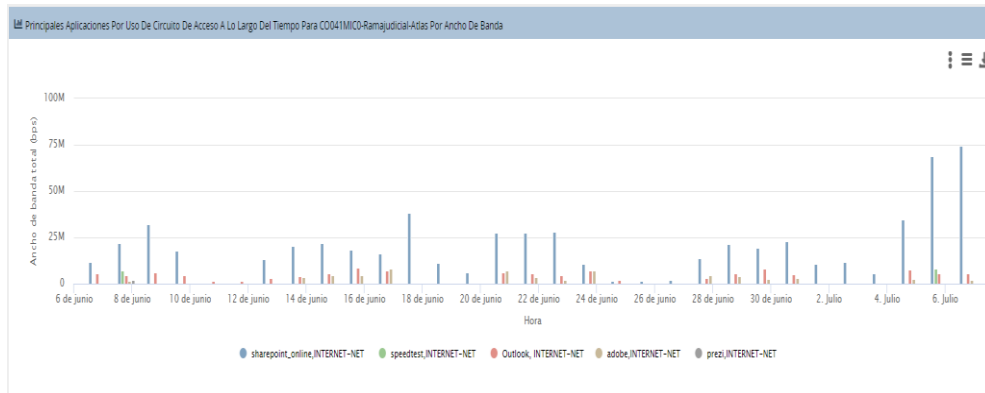 Principales Aplicaciones Por Uso De Circuito De Acceso A Lo Largo Del Tiempo Para CO041MIC0-Ramajudicial-Atlas Por Ancho De Banda
100M
75M
50M
25M
0
Ancho de banda total (bps)
6 de junio 8 de junio 10 de junio 12 de junio 14 de junio 16 de junio 18 de junio 20 de junio 22 de junio 24 de junio 26 de junio 28 de junio 30 de junio 2. Julio 4. Julio 6. Julio
Hora
sharepoint_online,INTERNET-NET speedtest,INTERNET-NET Outlook, INTERNET-NET adobe,INTERNET-NET prezi,INTERNET-NET